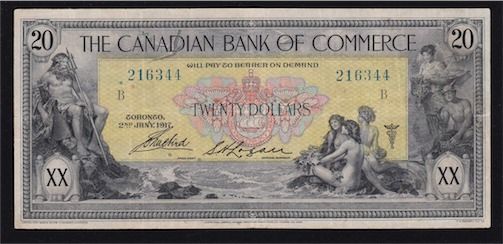 20 THE CANADIAN BANK OF COMMERCE 20
WILL PAY TO BEARER ON DEMAND
216344 216344
B B
TWENTY DOLLARS
TORONTO,
2ND JANY. 1917.
XX XX